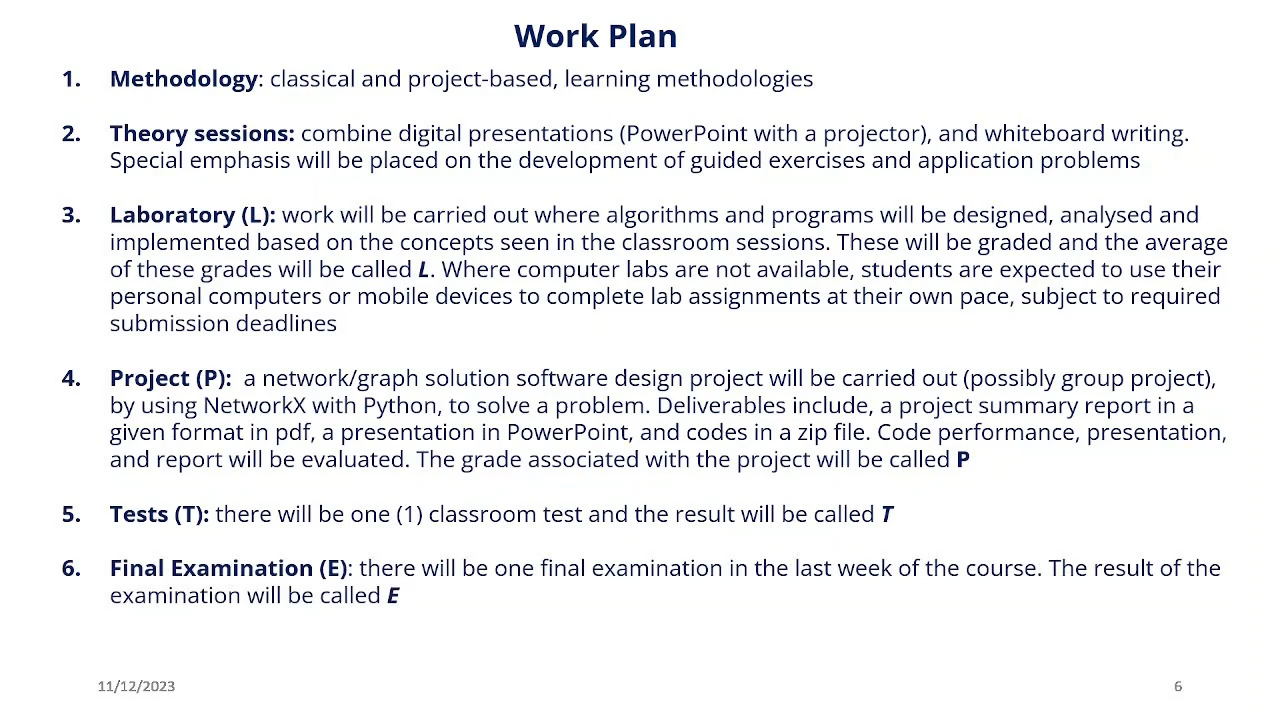 Work Plan
1. Methodology: classical and project-based, learning methodologies
2. Theory sessions: combine digital presentations (PowerPoint with a projector), and whiteboard writing.
Special emphasis will be placed on the development of guided exercises and application problems
3. Laboratory (L): work will be carried out where algorithms and programs will be designed, analysed and
implemented based on the concepts seen in the classroom sessions. These will be graded and the average
of these grades will be called L. Where computer labs are not available, students are expected to use their
personal computers or mobile devices to complete lab assignments at their own pace, subject to required
submission deadlines
4. Project (P): a network/graph solution software design project will be carried out (possibly group project),
by using NetworkX with Python, to solve a problem. Deliverables include, a project summary report in a
given format in pdf, a presentation in PowerPoint, and codes in a zip file. Code performance, presentation,
and report will be evaluated. The grade associated with the project will be called P
5. Tests (T): there will be one (1) classroom test and the result will be called T
6. Final Examination (E): there will be one final examination in the last week of the course. The result of the
examination will be called E
11/12/2023
6